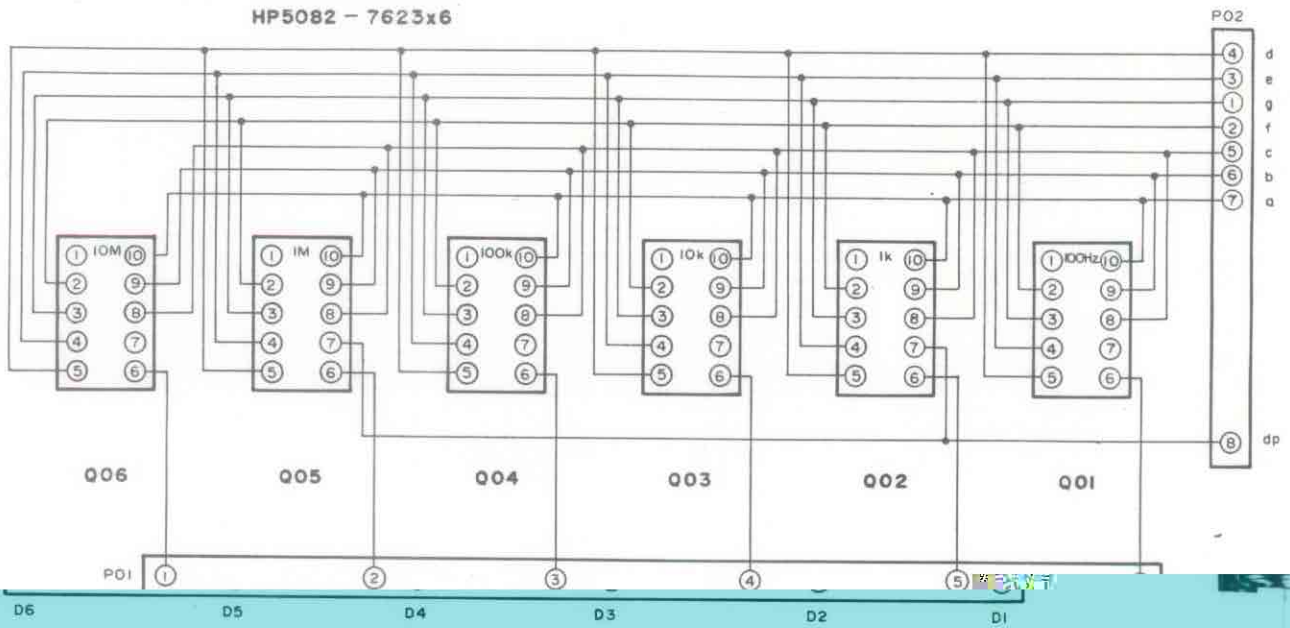 HP5082 - 7623x6
P02
④ d
③ e
① g
② f
⑤ c
⑥ b
⑦ a
① 10M ⑩
② ⑨
③ ⑧
④ ⑦
⑤ ⑥
① 1M ⑩
② ⑨
③ ⑧
④ ⑦
⑤ ⑥
① 100k ⑩
② ⑨
③ ⑧
④ ⑦
⑤ ⑥
① 10k ⑩
② ⑨
③ ⑧
④ ⑦
⑤ ⑥
① 1k ⑩
② ⑨
③ ⑧
④ ⑦
⑤ ⑥
① 100Hz ⑩
② ⑨
③ ⑧
④ ⑦
⑤ ⑥
⑧ dp
Q06 Q05 Q04 Q03 Q02 Q01
P01 ① ② ③ ④ ⑤
D6 D5 D4 D3 D2 D1